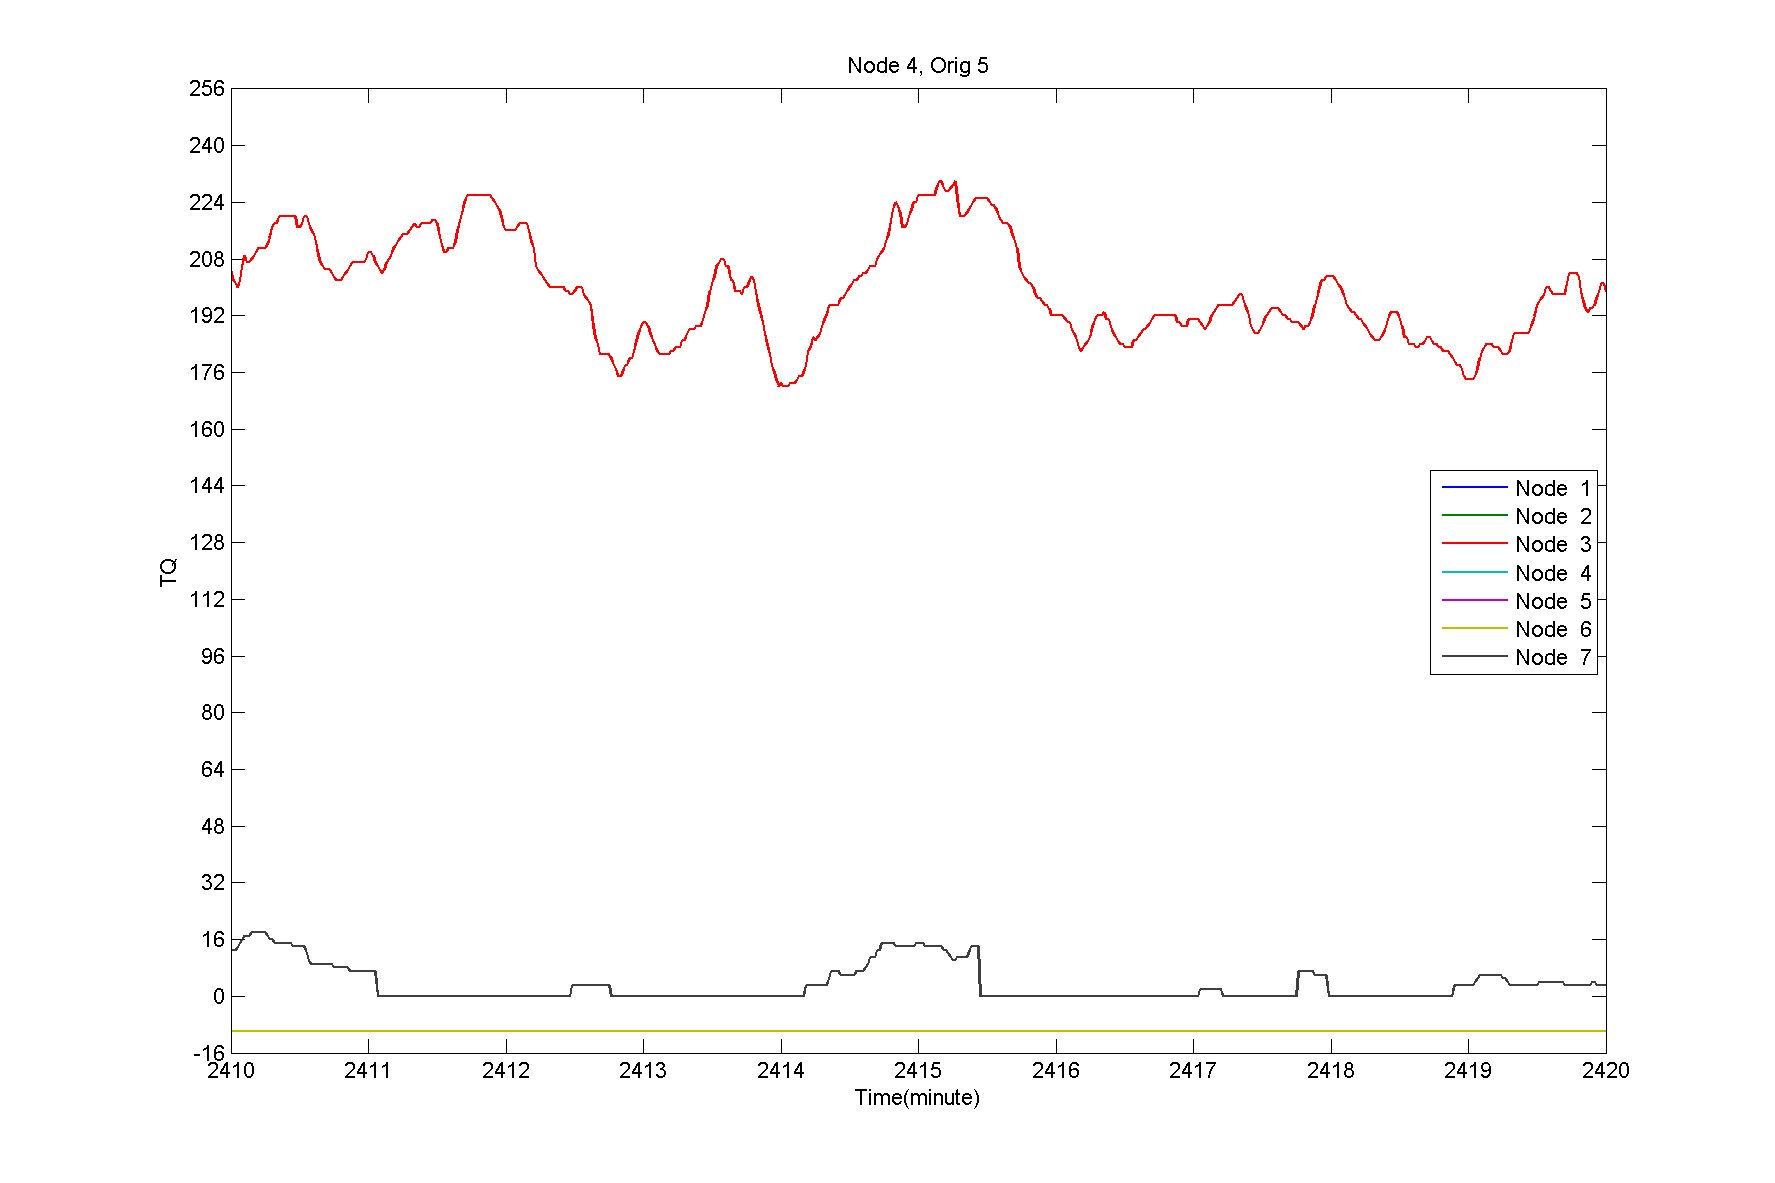 Node 4, Orig 5
256
240
224
208
192
176
160
144
128
112
96
80
64
48
32
16
0
-16
TQ
Node 1
Node 2
Node 3
Node 4
Node 5
Node 6
Node 7
2410 2411 2412 2413 2414 2415 2416 2417 2418 2419 2420
Time(minute)